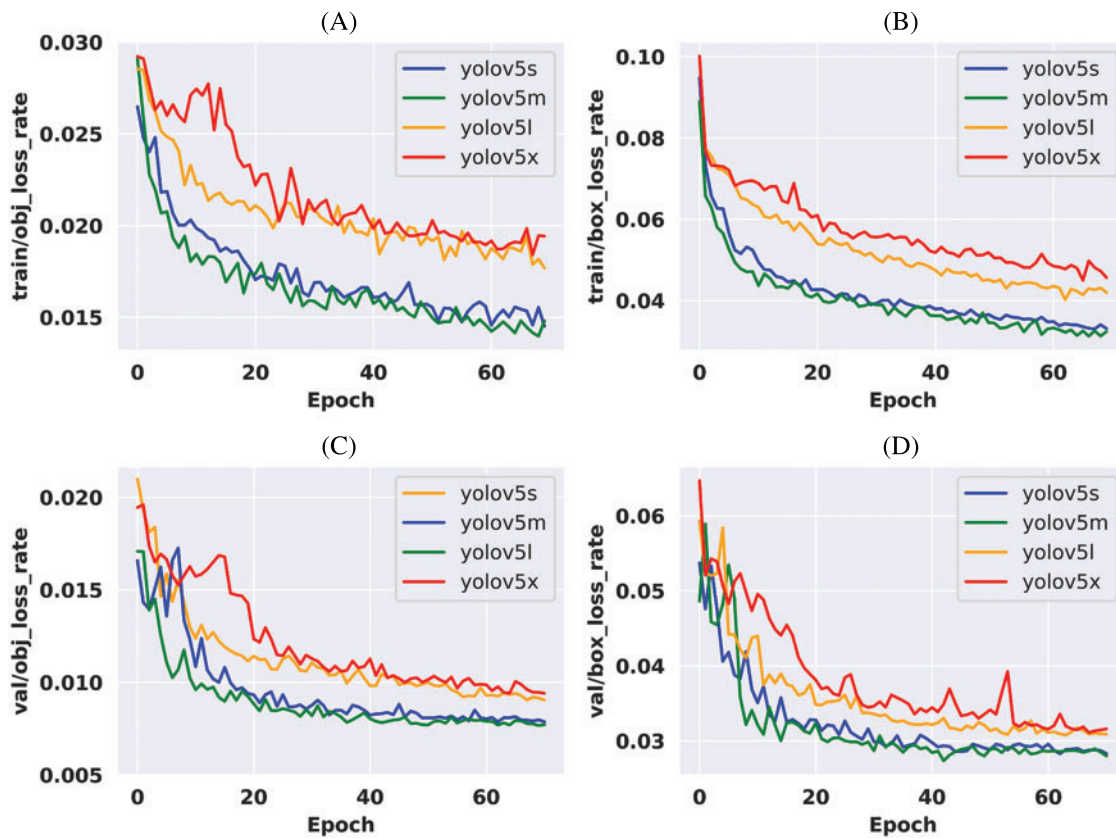 (A)
train/obj_loss_rate
0.030
0.025
0.020
0.015
yolov5s
yolov5m
yolov5l
yolov5x
0
20
40
60
Epoch
(B)
train/box_loss_rate
0.10
0.08
0.06
0.04
yolov5s
yolov5m
yolov5l
yolov5x
0
20
40
60
Epoch
(C)
val/obj_loss_rate
0.020
0.015
0.010
0.005
yolov5s
yolov5m
yolov5l
yolov5x
0
20
40
60
Epoch
(D)
val/box_loss_rate
0.06
0.05
0.04
0.03
yolov5s
yolov5m
yolov5l
yolov5x
0
20
40
60
Epoch